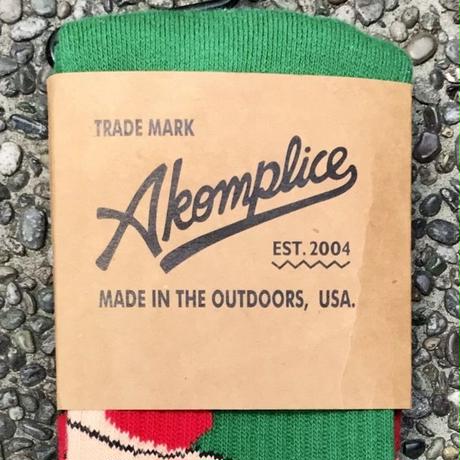 TRADE MARK
Akomplice
EST. 2004
MADE IN THE OUTDOORS, USA.